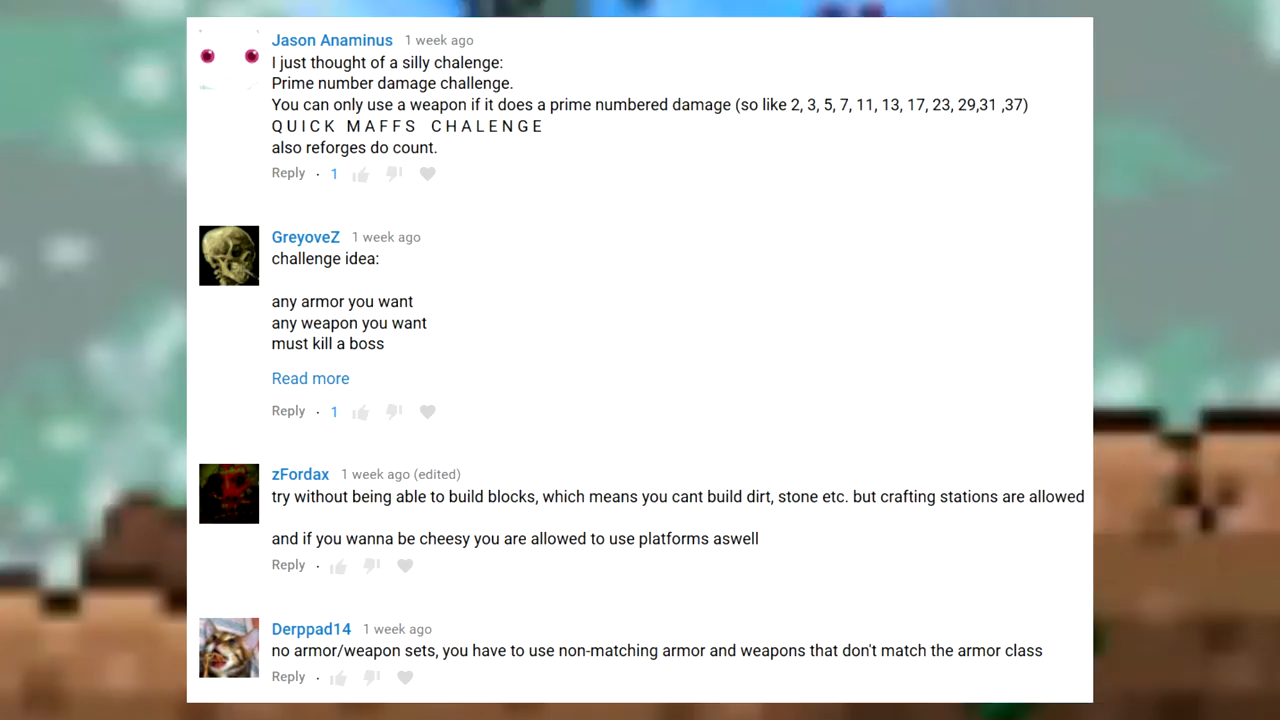 Jason Anaminus 1 week ago
I just thought of a silly chalenge:
Prime number damage challenge.
You can only use a weapon if it does a prime numbered damage (so like 2, 3, 5, 7, 11, 13, 17, 23, 29,31 ,37)
Q U I C K   M A F F S   C H A L E N G E
also reforges do count.
Reply · 1
GreyoveZ 1 week ago
challenge idea:
any armor you want
any weapon you want
must kill a boss
Read more
Reply · 1
zFordax 1 week ago (edited)
try without being able to build blocks, which means you cant build dirt, stone etc. but crafting stations are allowed
and if you wanna be cheesy you are allowed to use platforms aswell
Reply ·
Derppad14 1 week ago
no armor/weapon sets, you have to use non-matching armor and weapons that don't match the armor class
Reply ·